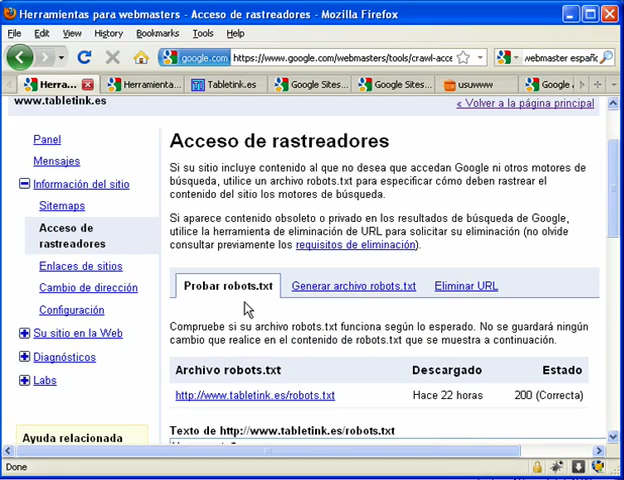 Herramientas para webmasters - Acceso de rastreadores - Mozilla Firefox
File Edit View History Bookmarks Tools Help
google.com https://www.google.com/webmasters/tools/crawl-acce webmaster español
Herra... Herramienta... Tabletink.es Google Sites... Google Sites... usuwww Google
www.tabletink.es
« Volver a la página principal
Panel
Mensajes
Información del sitio
Sitemaps
Acceso de
rastreadores
Enlaces de sitios
Cambio de dirección
Configuración
Su sitio en la Web
Diagnósticos
Labs
Ayuda relacionada
Acceso de rastreadores
Si su sitio incluye contenido al que no desea que accedan Google ni otros motores de
búsqueda, utilice un archivo robots.txt para especificar cómo deben rastrear el
contenido del sitio los motores de búsqueda.
Si aparece contenido obsoleto o privado en los resultados de búsqueda de Google,
utilice la herramienta de eliminación de URL para solicitar su eliminación (no olvide
consultar previamente los requisitos de eliminación).
Probar robots.txt Generar archivo robots.txt Eliminar URL
Compruebe si su archivo robots.txt funciona según lo esperado. No se guardará ningún
cambio que realice en el contenido de robots.txt que se muestra a continuación.
Archivo robots.txt Descargado Estado
http://www.tabletink.es/robots.txt Hace 22 horas 200 (Correcta)
Texto de http://www.tabletink.es/robots.txt
Done